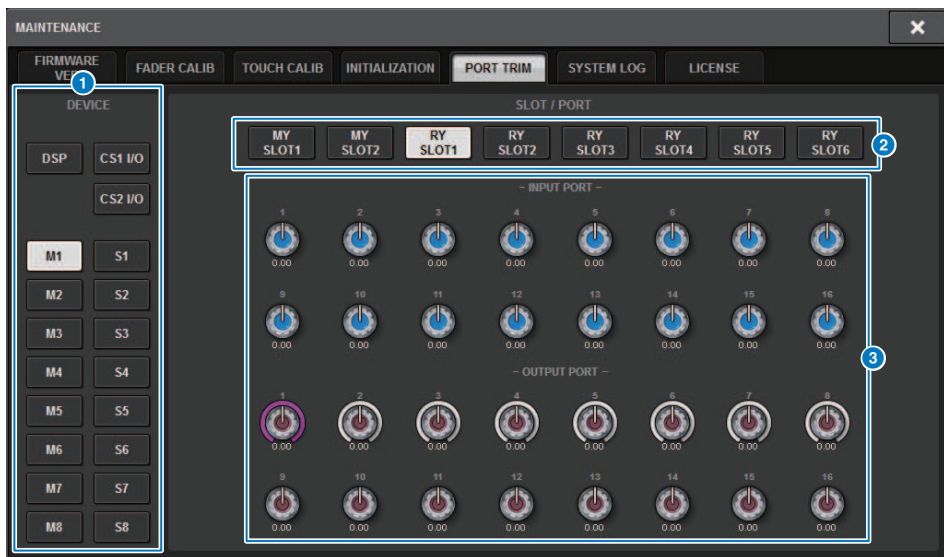 MAINTENANCE
FIRMWARE
VER
FADER CALIB
TOUCH CALIB
INITIALIZATION
PORT TRIM
SYSTEM LOG
LICENSE
1
DEVICE
DSP CS1 I/O
CS2 I/O
M1 S1
M2 S2
M3 S3
M4 S4
M5 S5
M6 S6
M7 S7
M8 S8
SLOT / PORT
MY SLOT1
MY SLOT2
RY SLOT1
RY SLOT2
RY SLOT3
RY SLOT4
RY SLOT5
RY SLOT6
2
– INPUT PORT –
1 2 3 4 5 6 7 8
0.00 0.00 0.00 0.00 0.00 0.00 0.00 0.00
9 10 11 12 13 14 15 16
0.00 0.00 0.00 0.00 0.00 0.00 0.00 0.00
3
– OUTPUT PORT –
1 2 3 4 5 6 7 8
0.00 0.00 0.00 0.00 0.00 0.00 0.00 0.00
9 10 11 12 13 14 15 16
0.00 0.00 0.00 0.00 0.00 0.00 0.00 0.00